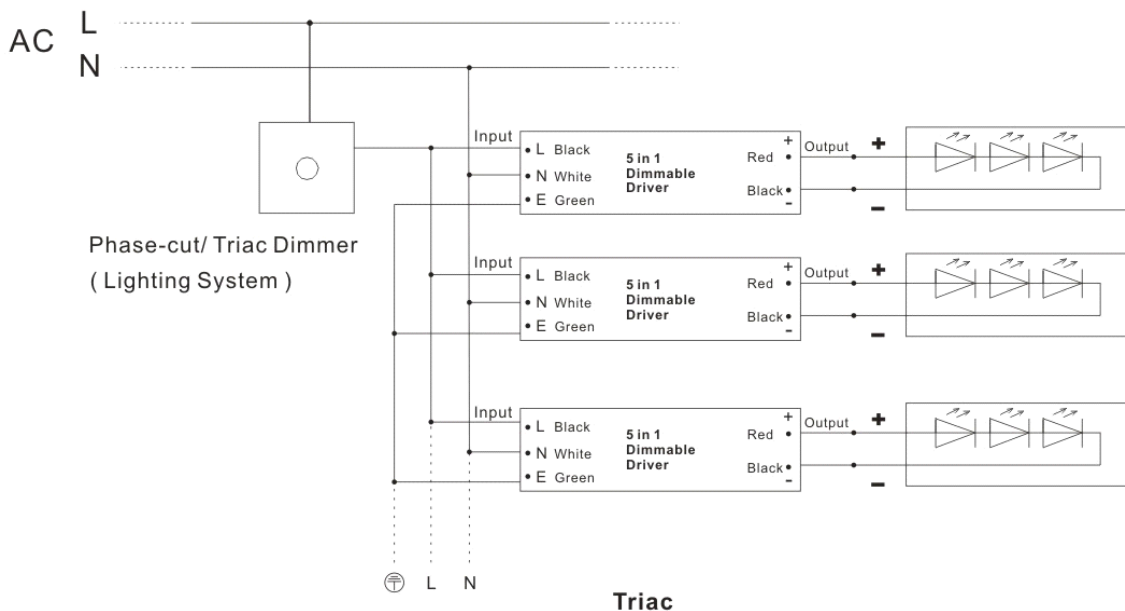 AC
L
N
Phase-cut/ Triac Dimmer
( Lighting System )
Input
L Black
N White
E Green
5 in 1
Dimmable
Driver
+
Red
Black
-
Output
+
-
Input
L Black
N White
E Green
5 in 1
Dimmable
Driver
+
Red
Black
-
Output
+
-
Input
L Black
N White
E Green
5 in 1
Dimmable
Driver
+
Red
Black
-
Output
+
-
L N
Triac